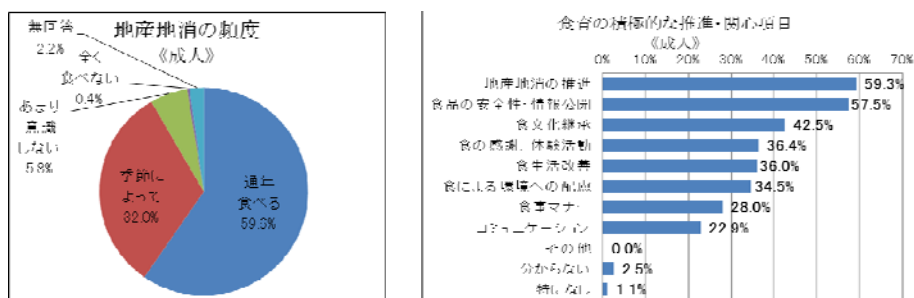 地産地消の頻度
《成人》
無回答
2.2%
全く
食べない
0.4%
あまり
意識
しない
5.8%
季節に
よって
32.0%
通年
食べる
59.6%
食育の積極的な推進・関心項目
《成人》
0% 10% 20% 30% 40% 50% 60% 70%
地産地消の推進 59.3%
食品の安全性・情報公開 57.5%
食文化継承 42.5%
食の感謝、体験活動 36.4%
食生活改善 36.0%
食による環境への配慮 34.5%
食事マナー 28.0%
コミュニケーション 22.9%
その他 0.0%
分からない 2.5%
特になし 1.1%